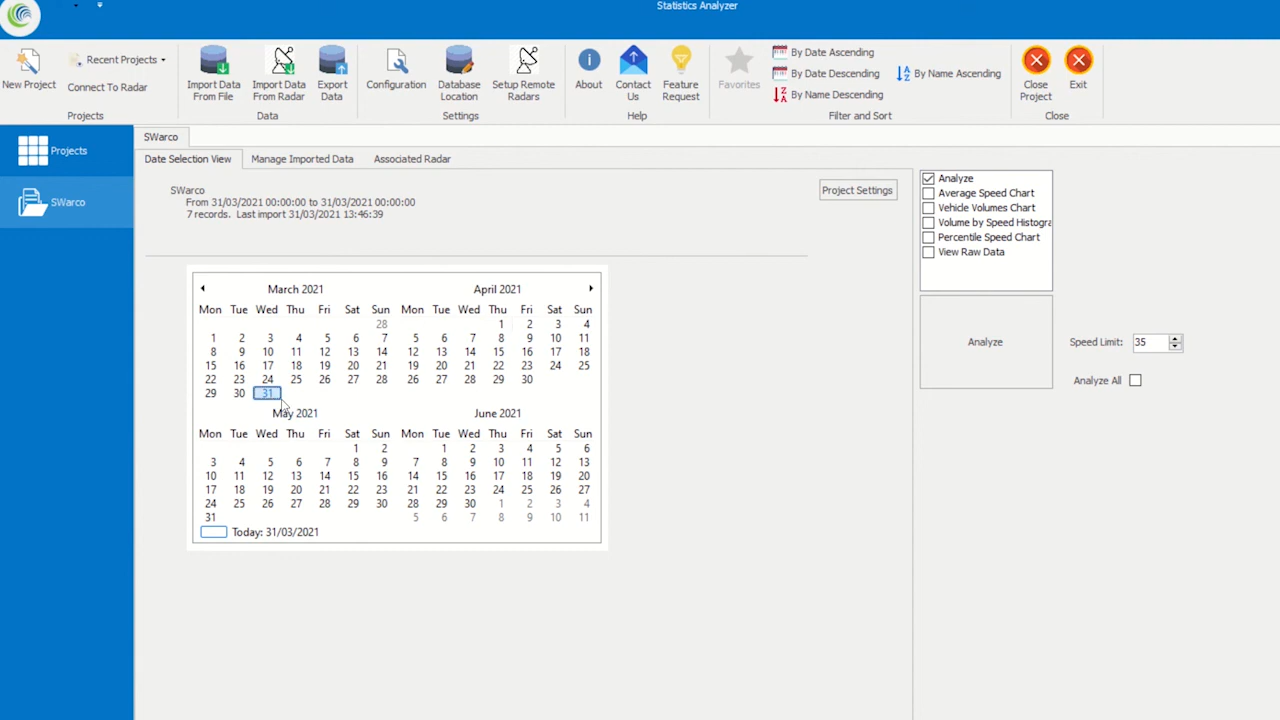 Statistics Analyzer
New Project
Recent Projects
Connect To Radar
Projects
Import Data From File
Import Data From Radar
Export Data
Data
Configuration
Database Location
Setup Remote Radars
Settings
About
Contact Us
Feature Request
Help
Favorites
By Date Ascending
By Date Descending
By Name Descending
By Name Ascending
Filter and Sort
Close Project
Exit
Close
Projects
SWarco
SWarco
Date Selection View
Manage Imported Data
Associated Radar
SWarco
From 31/03/2021 00:00:00 to 31/03/2021 00:00:00
7 records. Last import 31/03/2021 13:46:39
Project Settings
March 2021
Mon Tue Wed Thu Fri Sat Sun
28
1 2 3 4 5 6 7
8 9 10 11 12 13 14
15 16 17 18 19 20 21
22 23 24 25 26 27 28
29 30 31
April 2021
Mon Tue Wed Thu Fri Sat Sun
1 2 3 4
5 6 7 8 9 10 11
12 13 14 15 16 17 18
19 20 21 22 23 24 25
26 27 28 29 30
May 2021
Mon Tue Wed Thu Fri Sat Sun
1 2
3 4 5 6 7 8 9
10 11 12 13 14 15 16
17 18 19 20 21 22 23
24 25 26 27 28 29 30
31
June 2021
Mon Tue Wed Thu Fri Sat Sun
1 2 3 4 5 6
7 8 9 10 11 12 13
14 15 16 17 18 19 20
21 22 23 24 25 26 27
28 29 30 1 2 3 4
5 6 7 8 9 10 11
Today: 31/03/2021
Analyze
Average Speed Chart
Vehicle Volumes Chart
Volume by Speed Histogra
Percentile Speed Chart
View Raw Data
Analyze
Speed Limit: 35
Analyze All